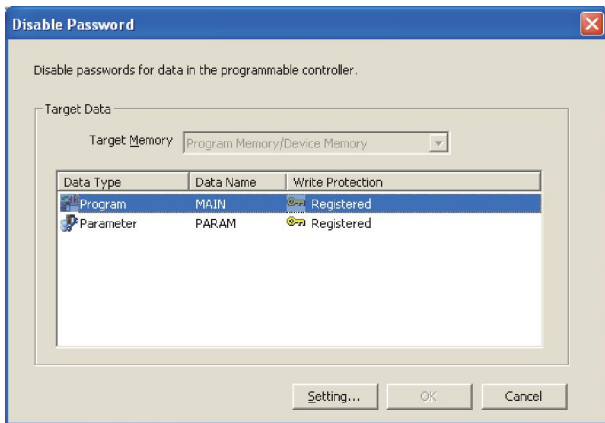 Disable Password
Disable passwords for data in the programmable controller.
Target Data
Target Memory Program Memory/Device Memory
Data Type Data Name Write Protection
Program MAIN Registered
Parameter PARAM Registered
Setting... OK Cancel